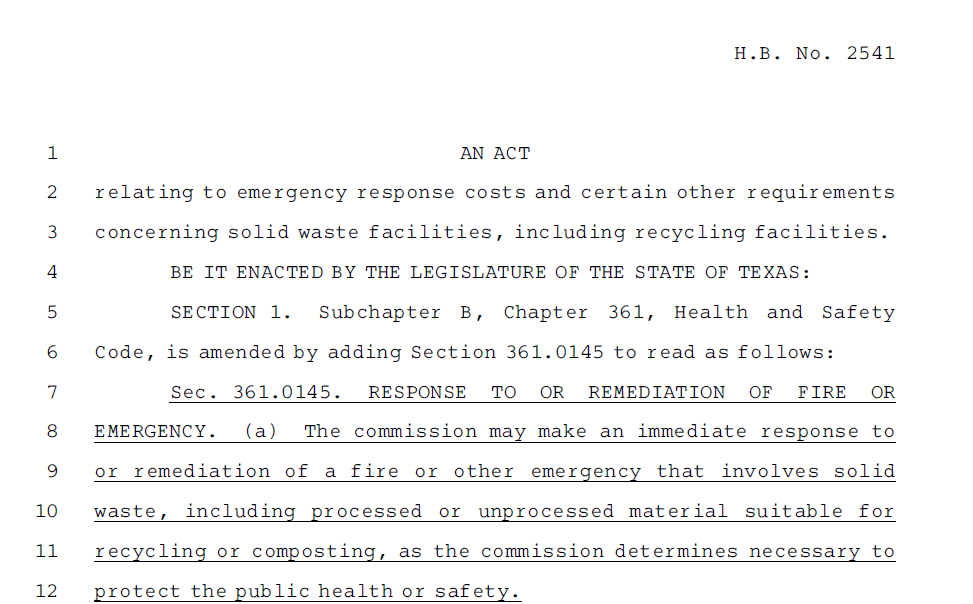 H.B. No. 2541
1 AN ACT
2 relating to emergency response costs and certain other requirements
3 concerning solid waste facilities, including recycling facilities.
4 BE IT ENACTED BY THE LEGISLATURE OF THE STATE OF TEXAS:
5 SECTION 1. Subchapter B, Chapter 361, Health and Safety
6 Code, is amended by adding Section 361.0145 to read as follows:
7 Sec. 361.0145. RESPONSE TO OR REMEDIATION OF FIRE OR
8 EMERGENCY. (a) The commission may make an immediate response to
9 or remediation of a fire or other emergency that involves solid
10 waste, including processed or unprocessed material suitable for
11 recycling or composting, as the commission determines necessary to
12 protect the public health or safety.